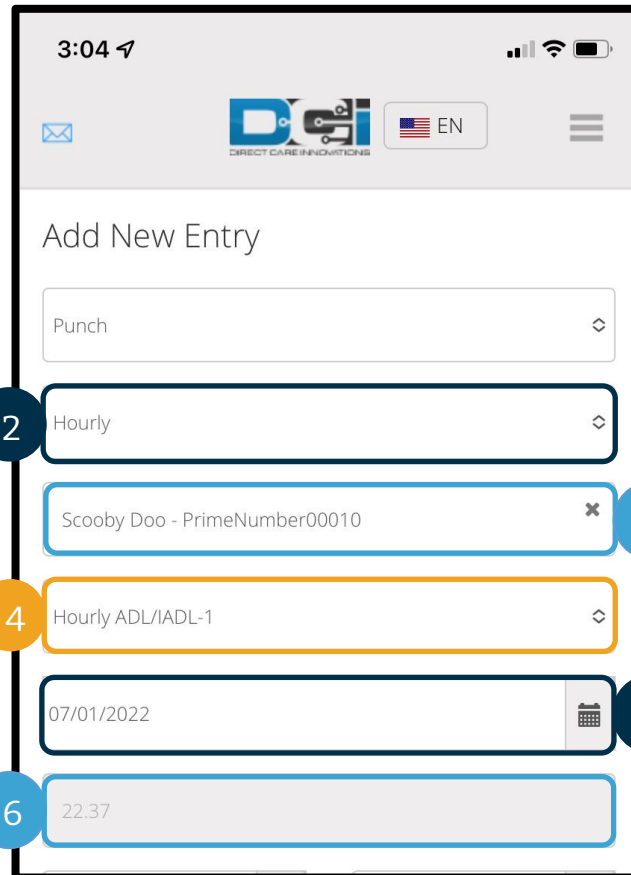 3:04
DCI
DIRECT CARE INNOVATIONS
EN
Add New Entry
Punch
2
Hourly
Scooby Doo - PrimeNumber00010
4
Hourly ADL/IADL-1
07/01/2022
6
22.37